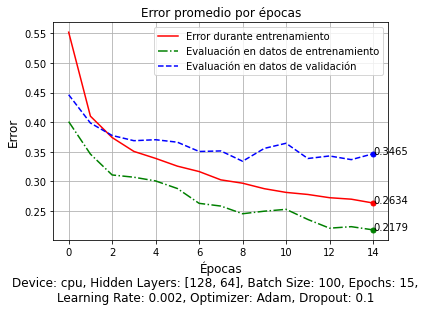 Error promedio por épocas
Error durante entrenamiento
Evaluación en datos de entrenamiento
Evaluación en datos de validación
Error
0.55
0.50
0.45
0.40
0.35
0.30
0.25
0.3465
0.2634
0.2179
0 2 4 6 8 10 12 14
Épocas
Device: cpu, Hidden Layers: [128, 64], Batch Size: 100, Epochs: 15,
Learning Rate: 0.002, Optimizer: Adam, Dropout: 0.1